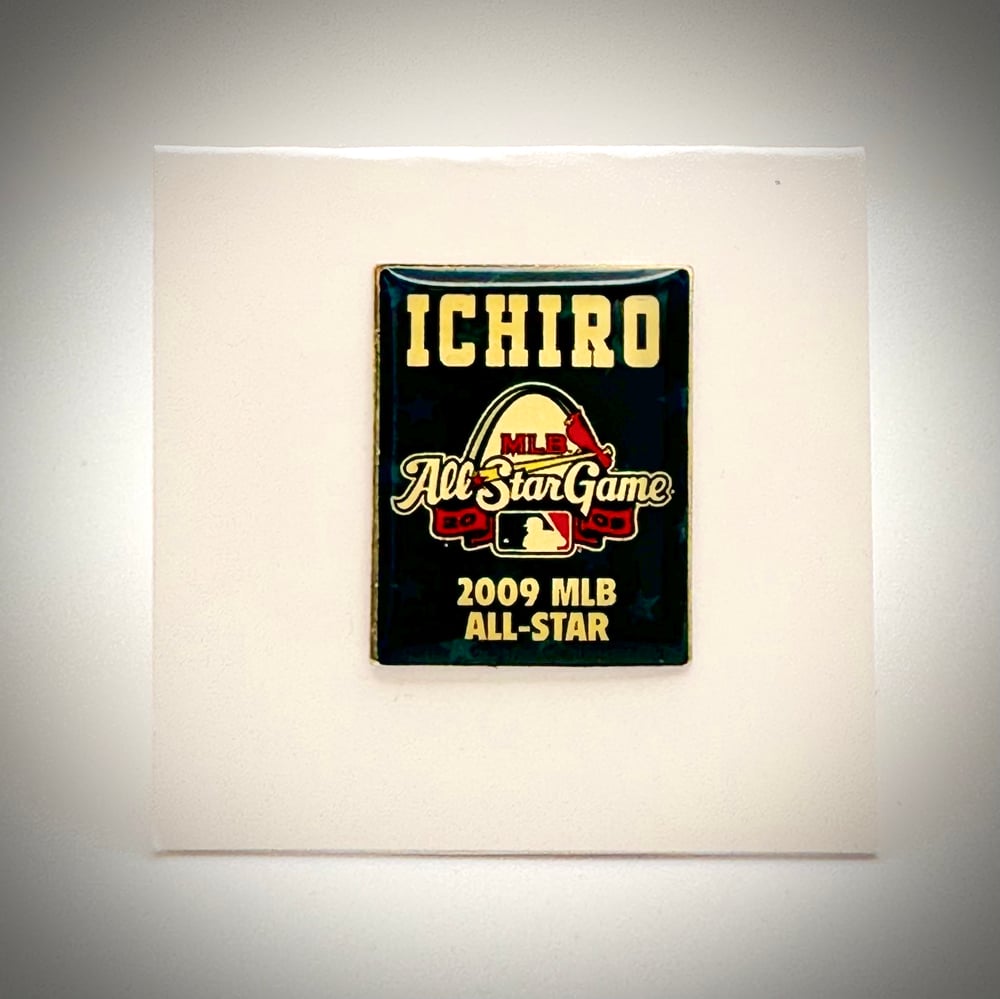 ICHIRO
MLB
All Star Game
20 09
2009 MLB
ALL-STAR